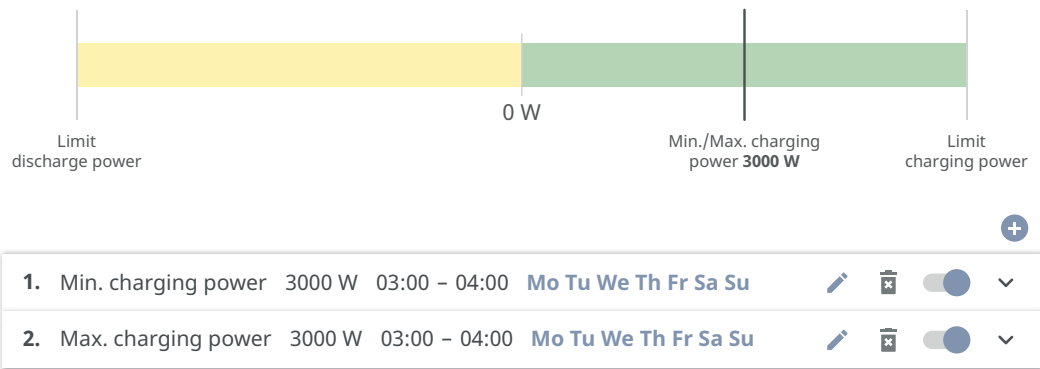 0 W
Limit
discharge power
Min./Max. charging
power 3000 W
Limit
charging power
1. Min. charging power 3000 W 03:00 – 04:00 Mo Tu We Th Fr Sa Su
2. Max. charging power 3000 W 03:00 – 04:00 Mo Tu We Th Fr Sa Su